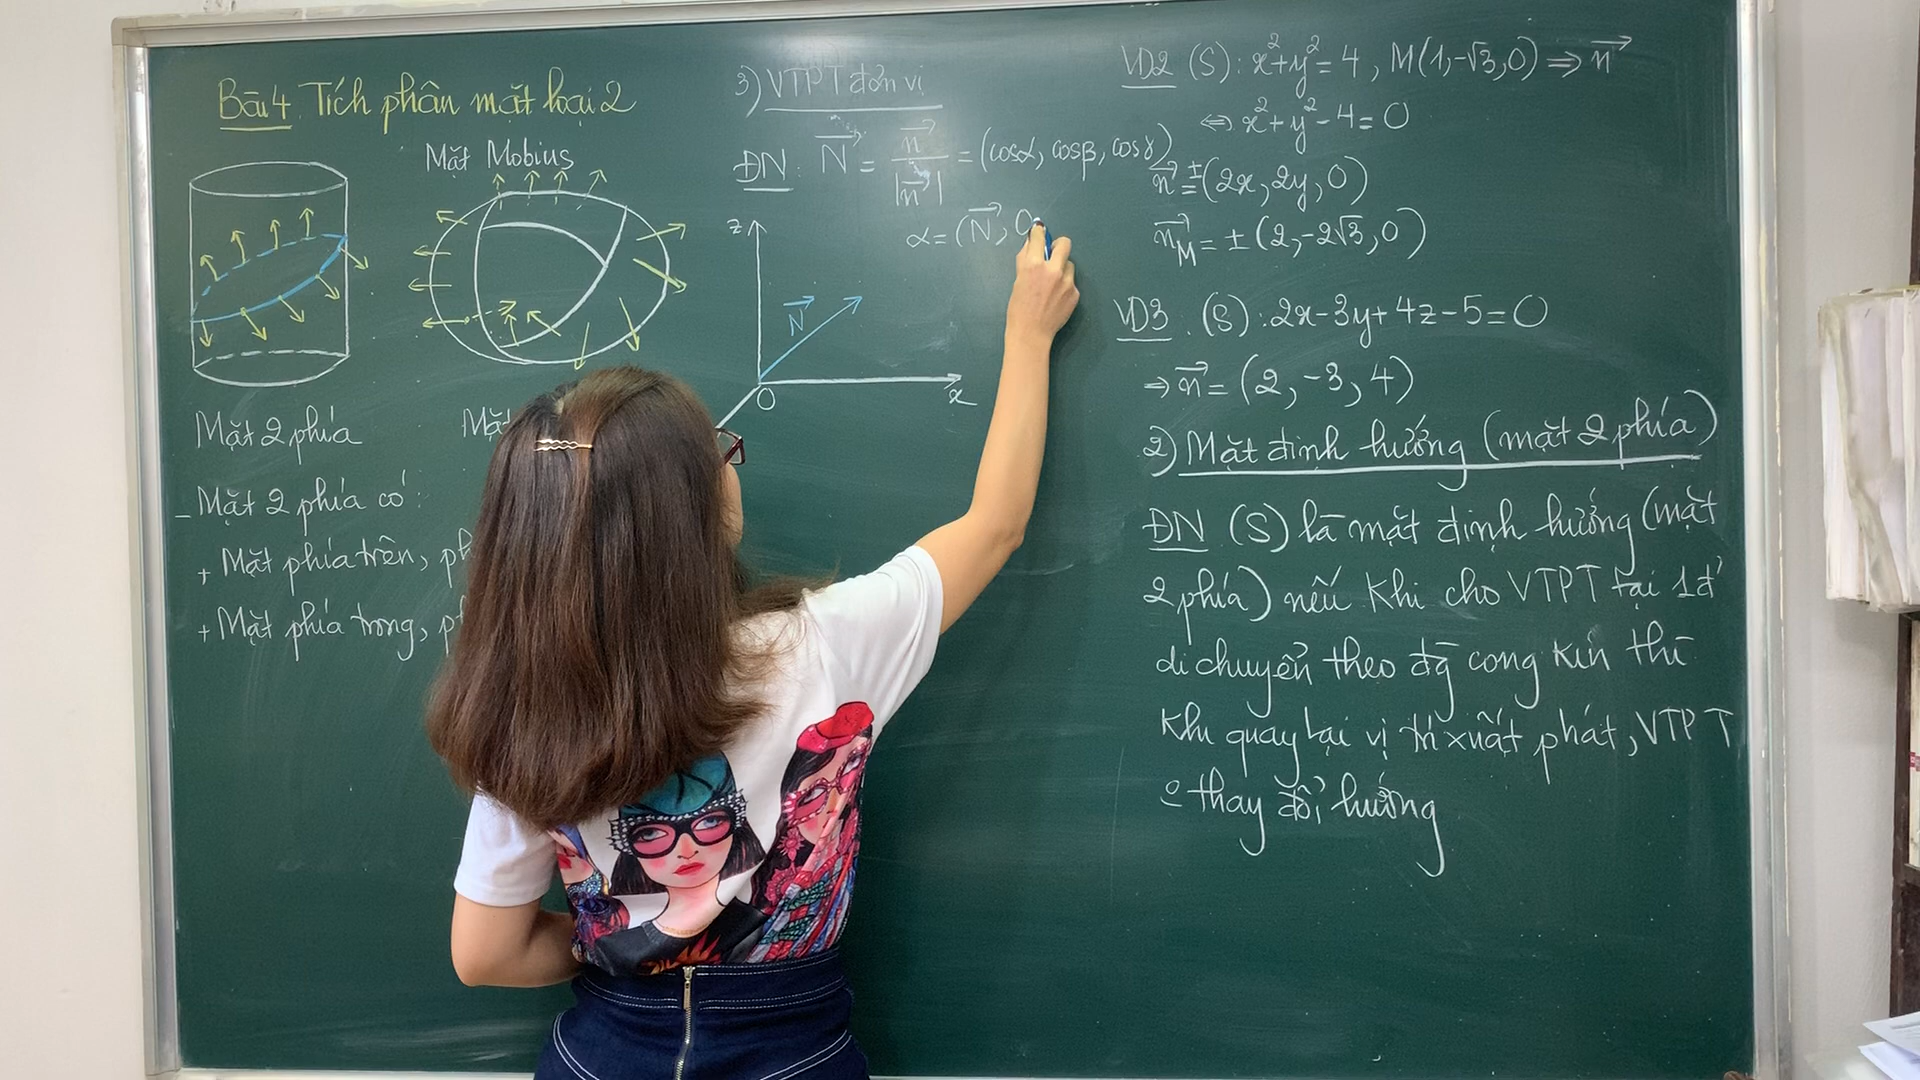 Bài 4. Tích phân mặt loại 2
Mặt Mobius
Mặt 2 phía
Mặt
- Mặt 2 phía có:
+ Mặt phía trên, ph
+ Mặt phía trong, ph
3) VTPT đơn vị
ĐN: N⃗ = n⃗/|n⃗| = (cosα, cosβ, cosγ)
α = (N⃗, O
z
N⃗
O
x
VD2 (S): x²+y²=4, M(1,-√3,0) ⇒ n⃗
⇔ x²+y²-4=0
n⃗ = ±(2x, 2y, 0)
n⃗_M = ±(2,-2√3,0)
VD3. (S): 2x-3y+4z-5=0
⇒ n⃗ = (2, -3, 4)
2) Mặt định hướng (mặt 2 phía)
ĐN (S) là mặt định hướng (mặt
2 phía) nếu khi cho VTPT tại 1 đ'
di chuyển theo đg cong kín thì
khi quay lại vị trí xuất phát, VTPT
o thay đổi hướng